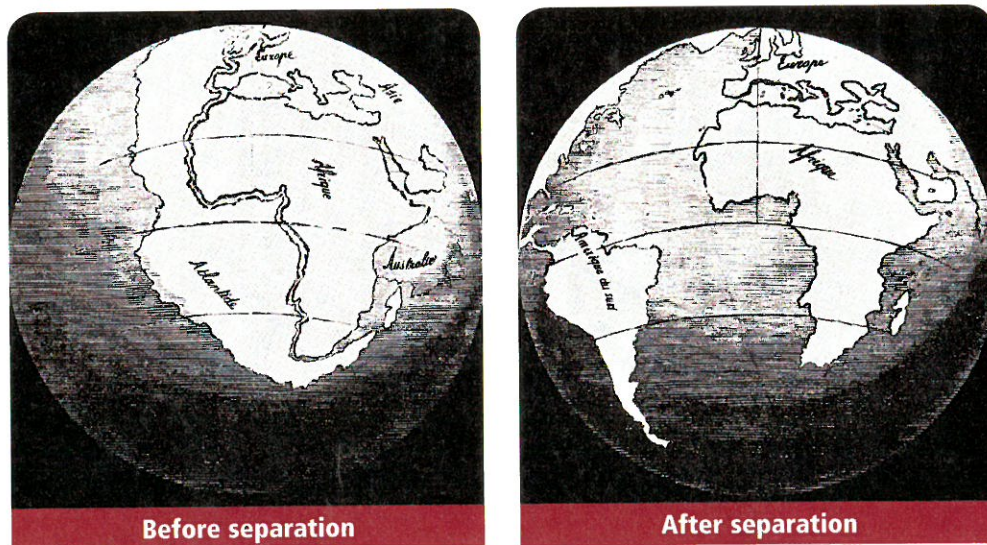 Europe
Asie
Afrique
Atlantide
Australie
Before separation
Europe
Afrique
Amérique du sud
After separation